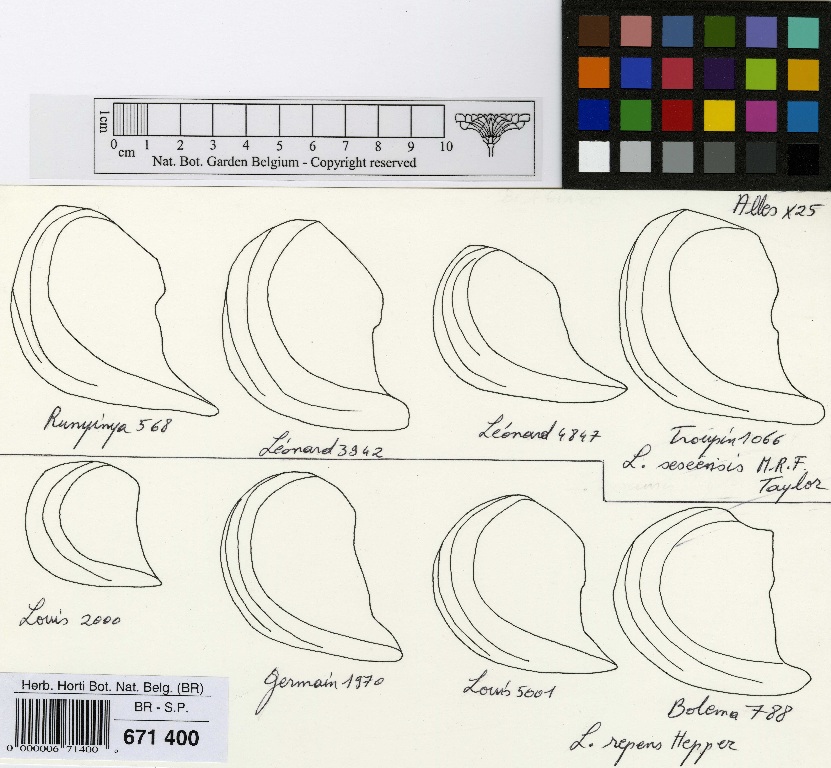 1cm
0 cm 1 2 3 4 5 6 7 8 9 10
Nat. Bot. Garden Belgium - Copyright reserved
Alles x25
Runyinya 568
Léonard 3942
Léonard 4847
Troupin 1066
L. seseensis M.R.F.
Taylor
Louis 2000
Germain 1970
Louis 5001
Bolema 788
L. repens Hepper
Herb. Horti Bot. Nat. Belg. (BR)
BR - S.P.
671 400
0 000006 71400